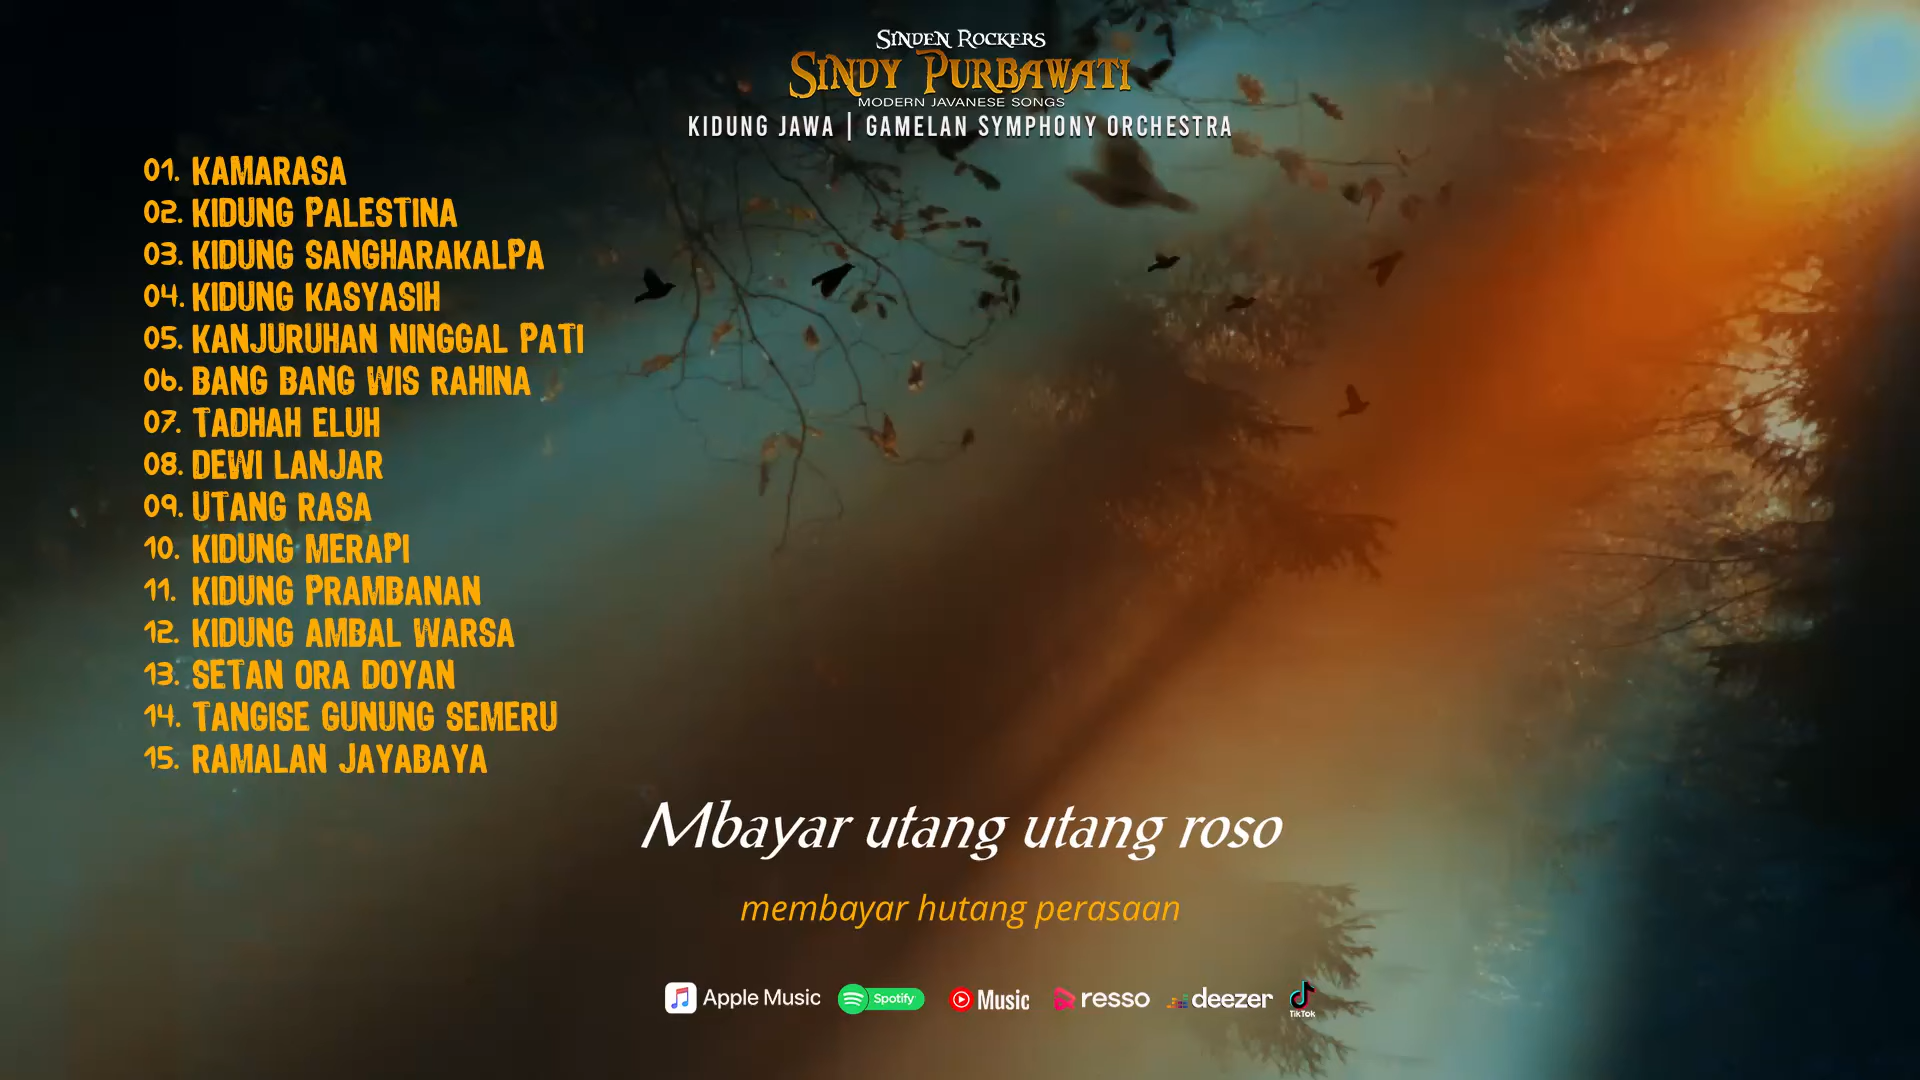 SINDEN ROCKERS
SINDY PURBAWATI
MODERN JAVANESE SONGS
KIDUNG JAWA | GAMELAN SYMPHONY ORCHESTRA
01. KAMARASA
02. KIDUNG PALESTINA
03. KIDUNG SANGHARAKALPA
04. KIDUNG KASYASIH
05. KANJURUHAN NINGGAL PATI
06. BANG BANG WIS RAHINA
07. TADHAH ELUH
08. DEWI LANJAR
09. UTANG RASA
10. KIDUNG MERAPI
11. KIDUNG PRAMBANAN
12. KIDUNG AMBAL WARSA
13. SETAN ORA DOYAN
14. TANGISE GUNUNG SEMERU
15. RAMALAN JAYABAYA
Mbayar utang utang roso
membayar hutang perasaan
Apple Music Spotify Music resso deezer TikTok